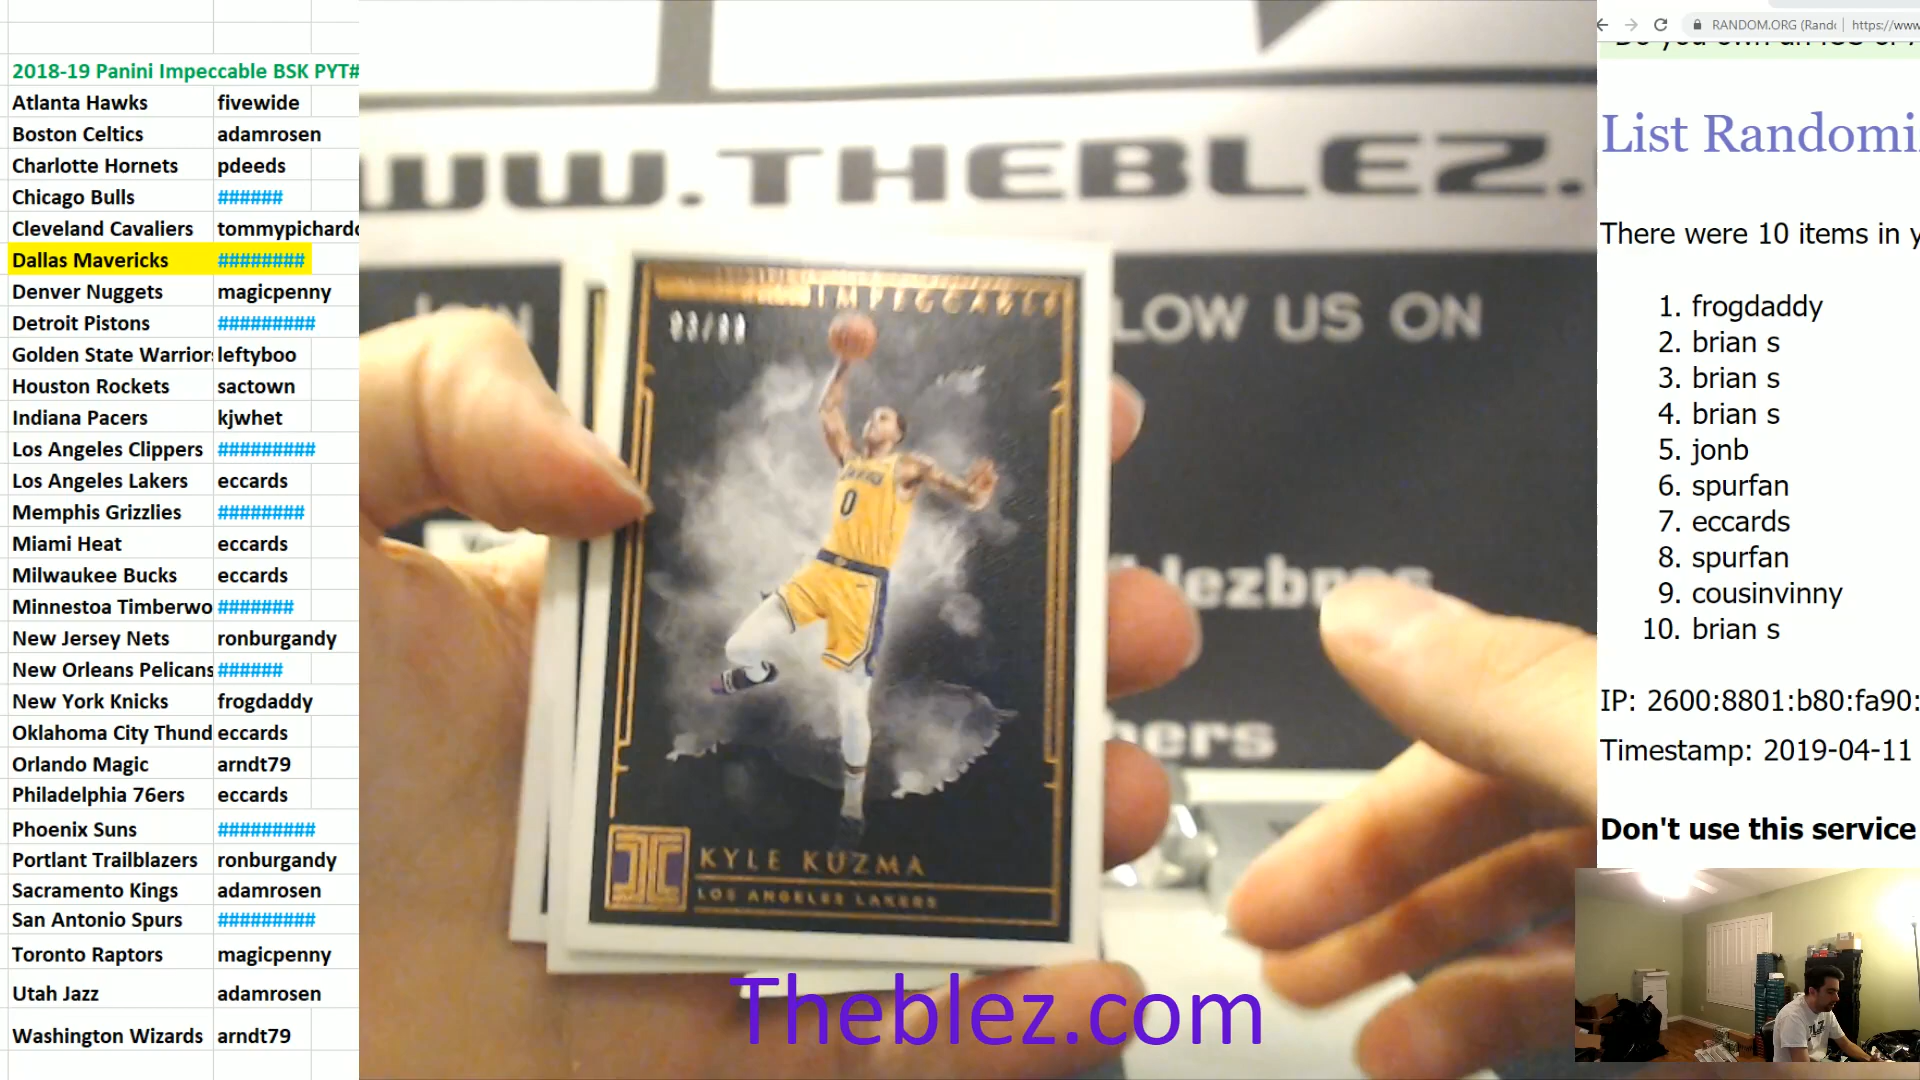 2018-19 Panini Impeccable BSK PYT#
Atlanta Hawks fivewide
Boston Celtics adamrosen
Charlotte Hornets pdeeds
Chicago Bulls ######
Cleveland Cavaliers tommypichardo
Dallas Mavericks ########
Denver Nuggets magicpenny
Detroit Pistons #########
Golden State Warriors leftyboo
Houston Rockets sactown
Indiana Pacers kjwhet
Los Angeles Clippers #########
Los Angeles Lakers eccards
Memphis Grizzlies ########
Miami Heat eccards
Milwaukee Bucks eccards
Minnestoa Timberwo #######
New Jersey Nets ronburgandy
New Orleans Pelicans ######
New York Knicks frogdaddy
Oklahoma City Thund eccards
Orlando Magic arndt79
Philadelphia 76ers eccards
Phoenix Suns #########
Portlant Trailblazers ronburgandy
Sacramento Kings adamrosen
San Antonio Spurs #########
Toronto Raptors magicpenny
Utah Jazz adamrosen
Washington Wizards arndt79
WW.THEBLEZ.
LOW US ON
IMPECCABLE
0
KYLE KUZMA
LOS ANGELES LAKERS
Theblez.com
RANDOM.ORG (Rand https://www
List Randomi
There were 10 items in y
1. frogdaddy
2. brian s
3. brian s
4. brian s
5. jonb
6. spurfan
7. eccards
8. spurfan
9. cousinvinny
10. brian s
IP: 2600:8801:b80:fa90:
Timestamp: 2019-04-11
Don't use this service